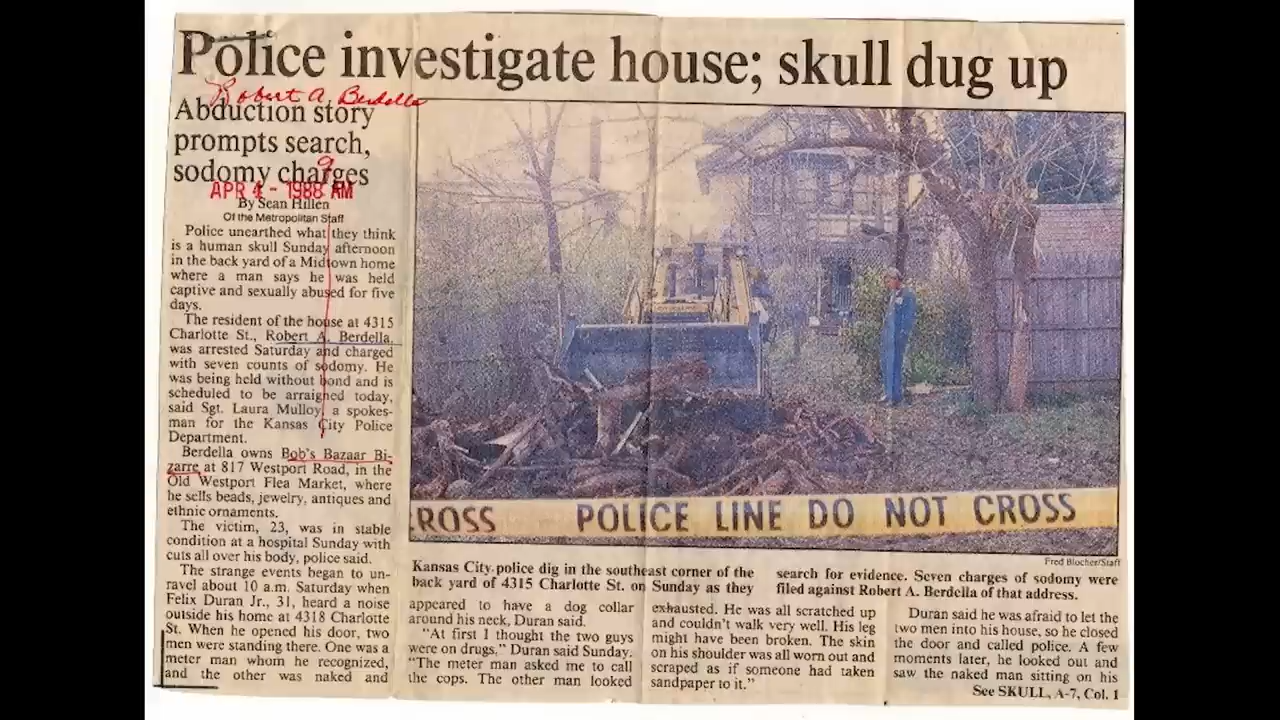 Police investigate house; skull dug up
Robert A. Berdella
Abduction story
prompts search,
sodomy charges
APR 4 - 1988 AM
By Sean Hillen
Of the Metropolitan Staff
Police unearthed what they think
is a human skull Sunday afternoon
in the back yard of a Midtown home
where a man says he was held
captive and sexually abused for five
days.
The resident of the house at 4315
Charlotte St., Robert A. Berdella,
was arrested Saturday and charged
with seven counts of sodomy. He
was being held without bond and is
scheduled to be arraigned today,
said Sgt. Laura Mulloy, a spokes-
man for the Kansas City Police
Department.
Berdella owns Bob's Bazaar Bi-
zarre at 817 Westport Road, in the
Old Westport Flea Market, where
he sells beads, jewelry, antiques and
ethnic ornaments.
The victim, 23, was in stable
condition at a hospital Sunday with
cuts all over his body, police said.
The strange events began to un-
ravel about 10 a.m. Saturday when
Felix Duran Jr., 31, heard a noise
outside his home at 4318 Charlotte
St. When he opened his door, two
men were standing there. One was a
meter man whom he recognized,
and the other was naked and
ROSS POLICE LINE DO NOT CROSS
Fred Blocher/Staff
Kansas City police dig in the southeast corner of the
back yard of 4315 Charlotte St. on Sunday as they
search for evidence. Seven charges of sodomy were
filed against Robert A. Berdella of that address.
appeared to have a dog collar
around his neck, Duran said.
"At first I thought the two guys
were on drugs," Duran said Sunday.
"The meter man asked me to call
the cops. The other man looked
exhausted. He was all scratched up
and couldn't walk very well. His leg
might have been broken. The skin
on his shoulder was all worn out and
scraped as if someone had taken
sandpaper to it."
Duran said he was afraid to let the
two men into his house, so he closed
the door and called police. A few
moments later, he looked out and
saw the naked man sitting on his
See SKULL, A-7, Col. 1